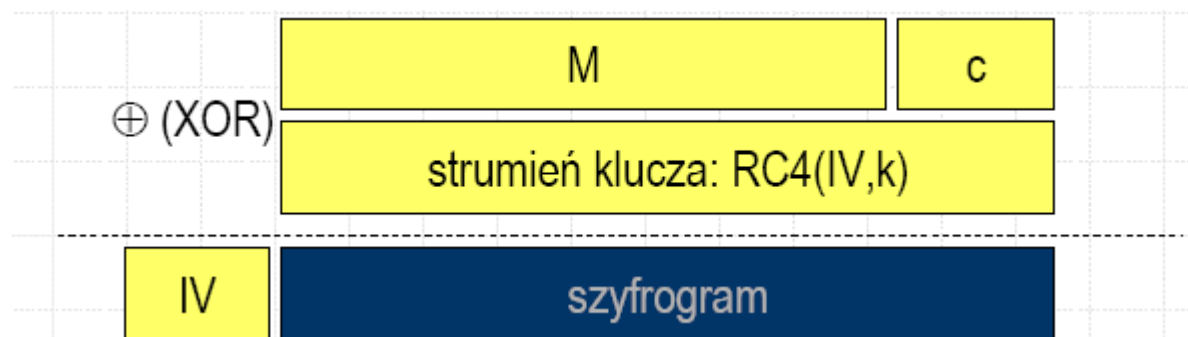 M c
⊕ (XOR)
strumień klucza: RC4(IV,k)
IV szyfrogram